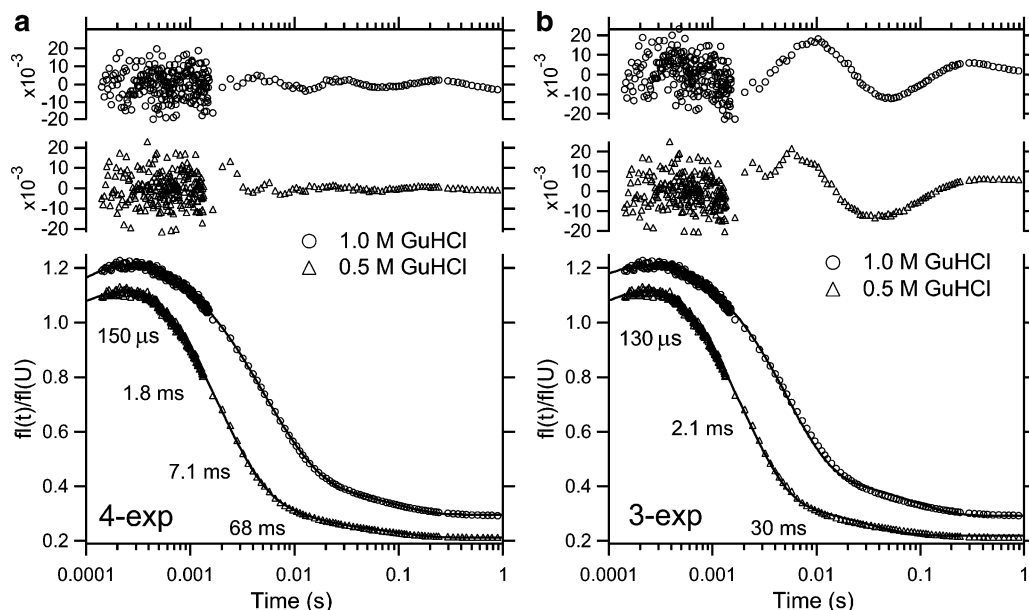 a
20
10
0
-10
-20
x10⁻³
20
10
0
-10
-20
x10⁻³
○ 1.0 M GuHCl
△ 0.5 M GuHCl
1.2
1.0
0.8
0.6
0.4
0.2
fl(t)/fl(U)
150 µs
1.8 ms
7.1 ms
68 ms
4-exp
0.0001 0.001 0.01 0.1 1
Time (s)
b
20
10
0
-10
-20
x10⁻³
20
10
0
-10
-20
x10⁻³
○ 1.0 M GuHCl
△ 0.5 M GuHCl
1.2
1.0
0.8
0.6
0.4
0.2
fl(t)/fl(U)
130 µs
2.1 ms
30 ms
3-exp
0.0001 0.001 0.01 0.1 1
Time (s)